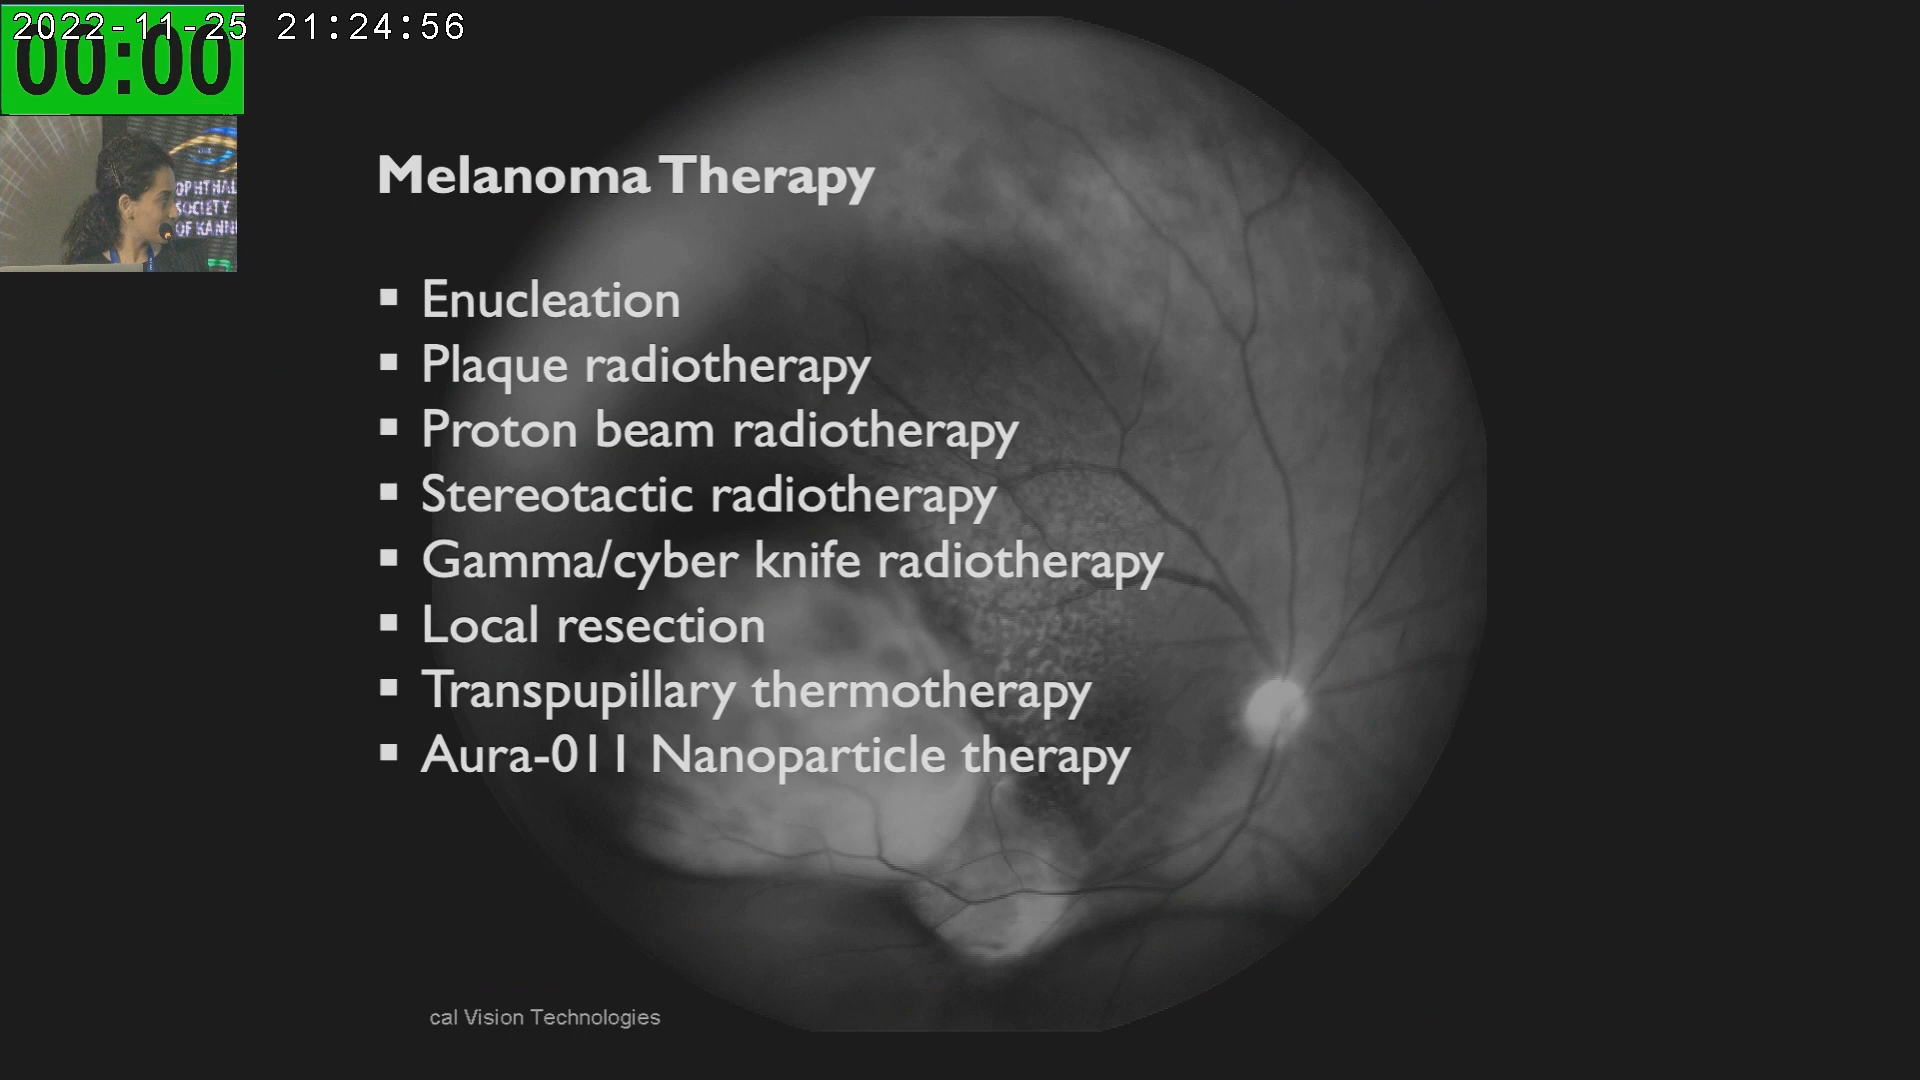 2022-11-25 21:24:56
00:00
OPHTHAL
SOCIETY
OF KANN
Melanoma Therapy
▪ Enucleation
▪ Plaque radiotherapy
▪ Proton beam radiotherapy
▪ Stereotactic radiotherapy
▪ Gamma/cyber knife radiotherapy
▪ Local resection
▪ Transpupillary thermotherapy
▪ Aura-011 Nanoparticle therapy
cal Vision Technologies